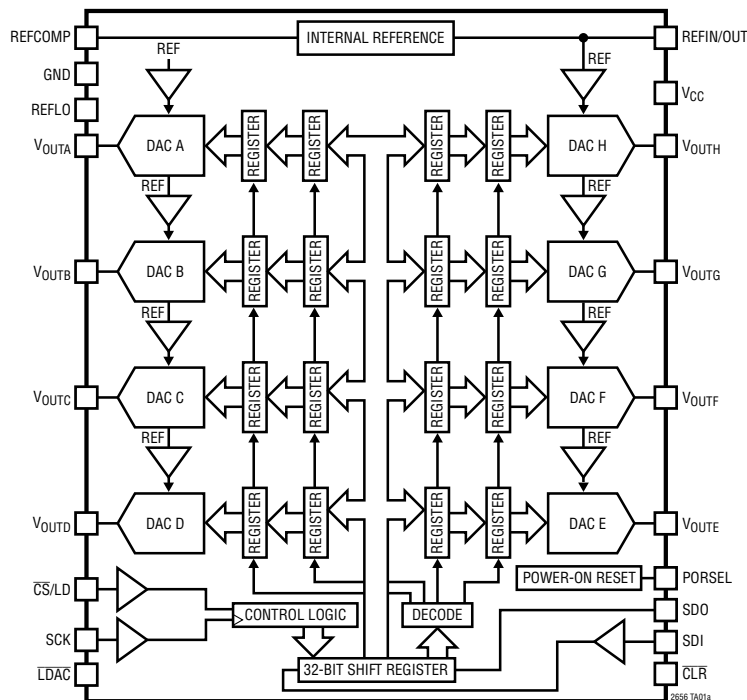 REFCOMP
INTERNAL REFERENCE
REFIN/OUT
REF
REF
GND
REFLO
VCC
VOUTA
DAC A
REGISTER
REGISTER
REGISTER
REGISTER
DAC H
VOUTH
REF
REF
VOUTB
DAC B
REGISTER
REGISTER
REGISTER
REGISTER
DAC G
VOUTG
REF
REF
VOUTC
DAC C
REGISTER
REGISTER
REGISTER
REGISTER
DAC F
VOUTF
REF
REF
VOUTD
DAC D
REGISTER
REGISTER
REGISTER
REGISTER
DAC E
VOUTE
CS/LD
POWER-ON RESET
PORSEL
CONTROL LOGIC
DECODE
SDO
SCK
SDI
LDAC
32-BIT SHIFT REGISTER
CLR
2656 TA01a